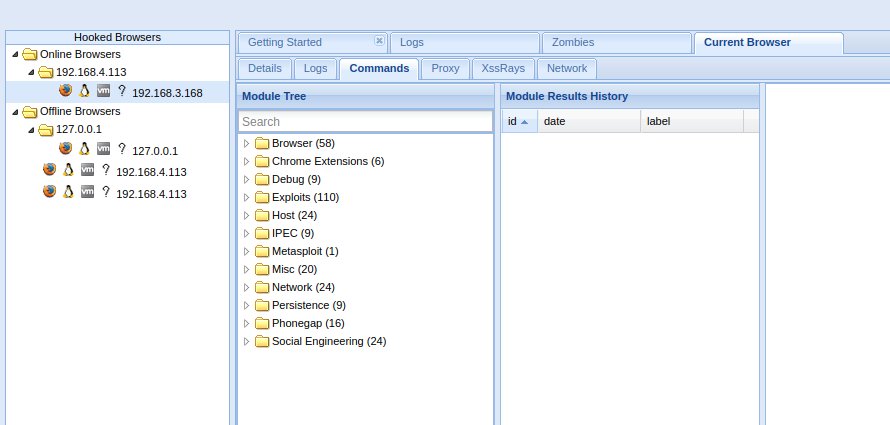 Hooked Browsers
Online Browsers
192.168.4.113
vm ? 192.168.3.168
Offline Browsers
127.0.0.1
vm ? 127.0.0.1
vm ? 192.168.4.113
vm ? 192.168.4.113
Getting Started Logs Zombies Current Browser
Details Logs Commands Proxy XssRays Network
Module Tree
Search
Browser (58)
Chrome Extensions (6)
Debug (9)
Exploits (110)
Host (24)
IPEC (9)
Metasploit (1)
Misc (20)
Network (24)
Persistence (9)
Phonegap (16)
Social Engineering (24)
Module Results History
id date label